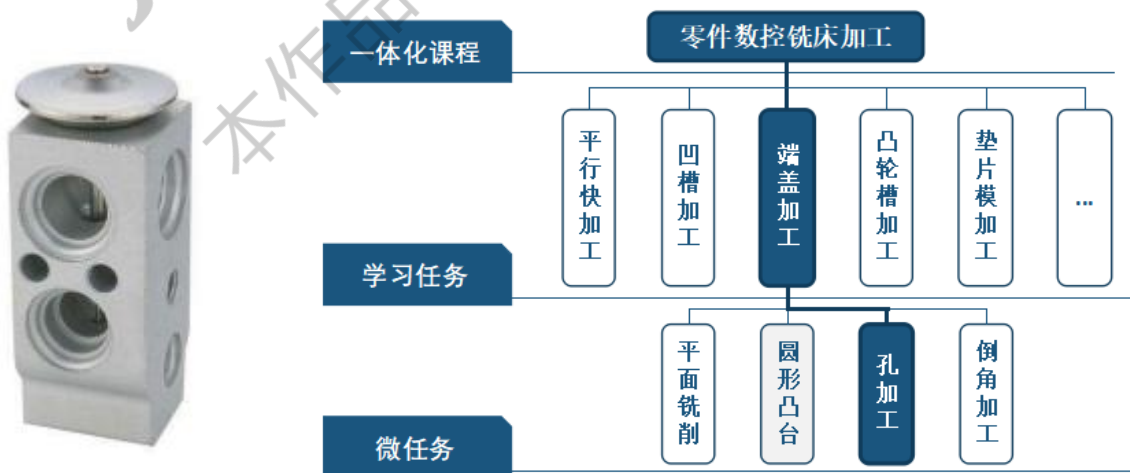 本作品
一体化课程
零件数控铣床加工
平行快加工
凹槽加工
端盖加工
凸轮槽加工
垫片模加工
...
学习任务
平面铣削
圆形凸台
孔加工
倒角加工
微任务